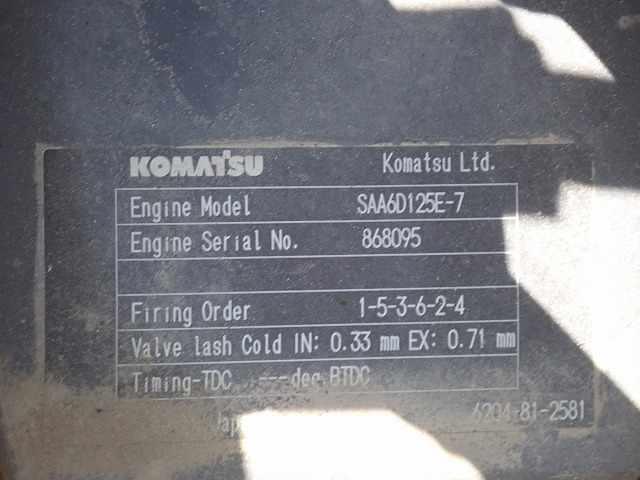 KOMATSU Komatsu Ltd.
Engine Model SAA6D125E-7
Engine Serial No. 868095
Firing Order 1-5-3-6-2-4
Valve lash Cold IN: 0.33 mm EX: 0.71 mm
Timing-TDC ---deg.BTDC
6204-81-2581